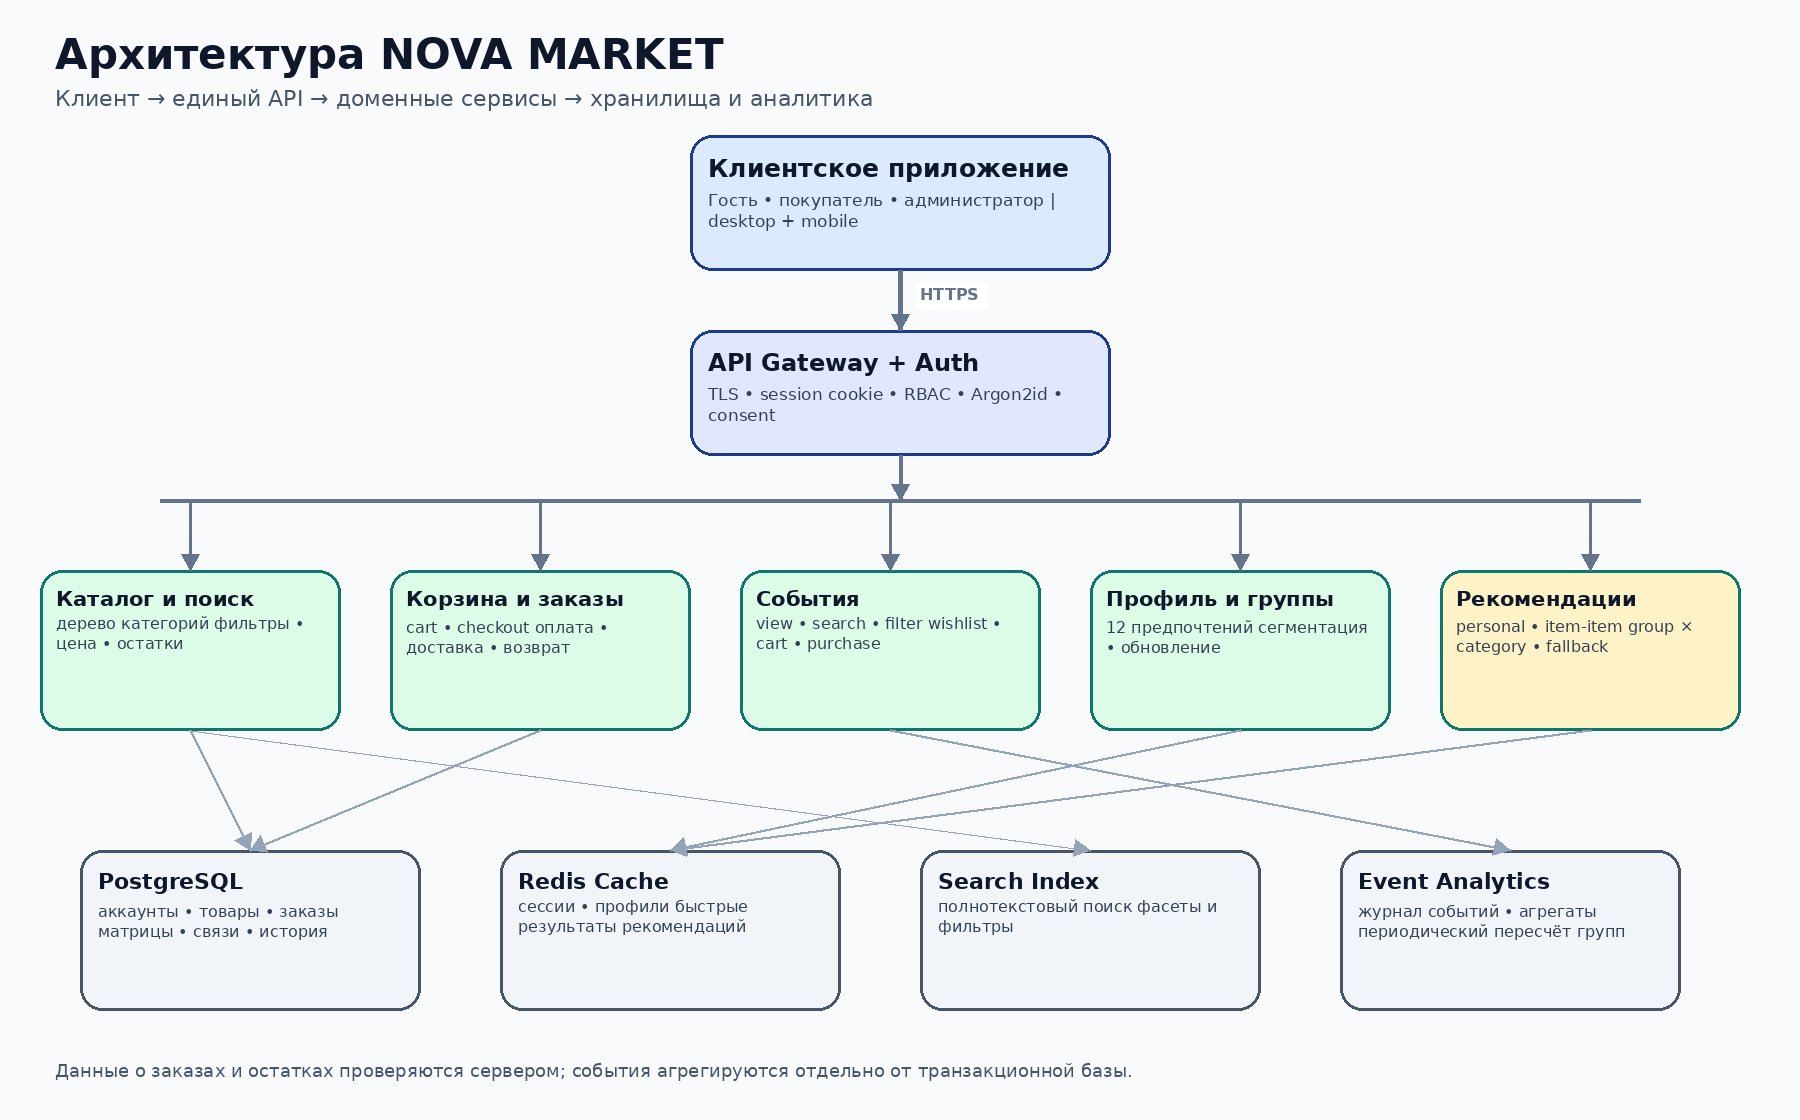 Архитектура NOVA MARKET
Клиент → единый API → доменные сервисы → хранилища и аналитика
Клиентское приложение
Гость • покупатель • администратор |
desktop + mobile
HTTPS
API Gateway + Auth
TLS • session cookie • RBAC • Argon2id •
consent
Каталог и поиск
дерево категорий фильтры •
цена • остатки
Корзина и заказы
cart • checkout оплата •
доставка • возврат
События
view • search • filter wishlist •
cart • purchase
Профиль и группы
12 предпочтений сегментация
• обновление
Рекомендации
personal • item-item group ×
category • fallback
PostgreSQL
аккаунты • товары • заказы
матрицы • связи • история
Redis Cache
сессии • профили быстрые
результаты рекомендаций
Search Index
полнотекстовый поиск фасеты и
фильтры
Event Analytics
журнал событий • агрегаты
периодический пересчёт групп
Данные о заказах и остатках проверяются сервером; события агрегируются отдельно от транзакционной базы.